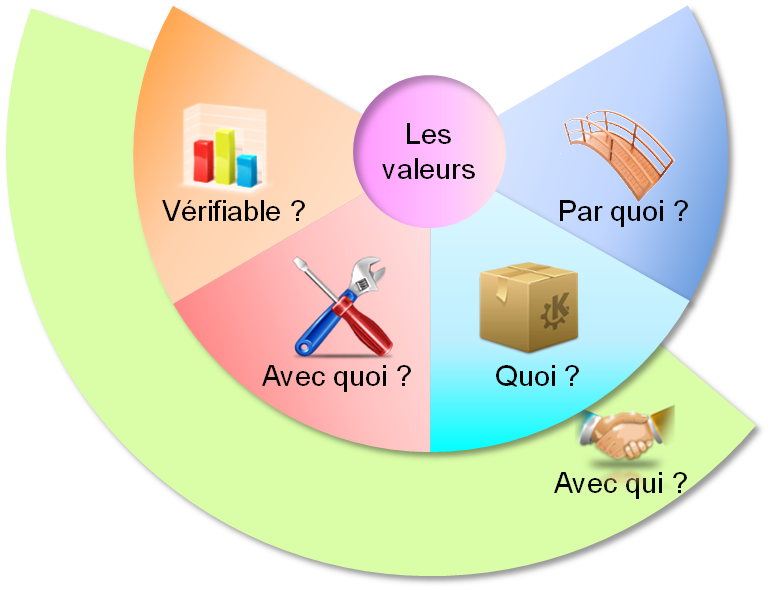 Les
valeurs
Vérifiable ?
Par quoi ?
Avec quoi ?
Quoi ?
Avec qui ?